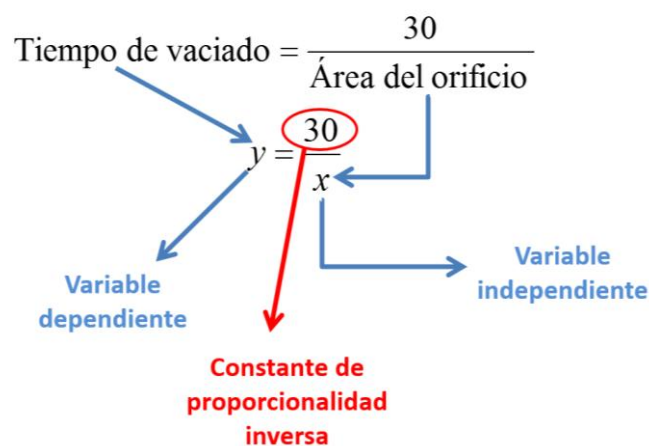 Tiempo de vaciado = 30 / Área del orificio
y = 30 / x
Variable
dependiente
Variable
independiente
Constante de
proporcionalidad
inversa